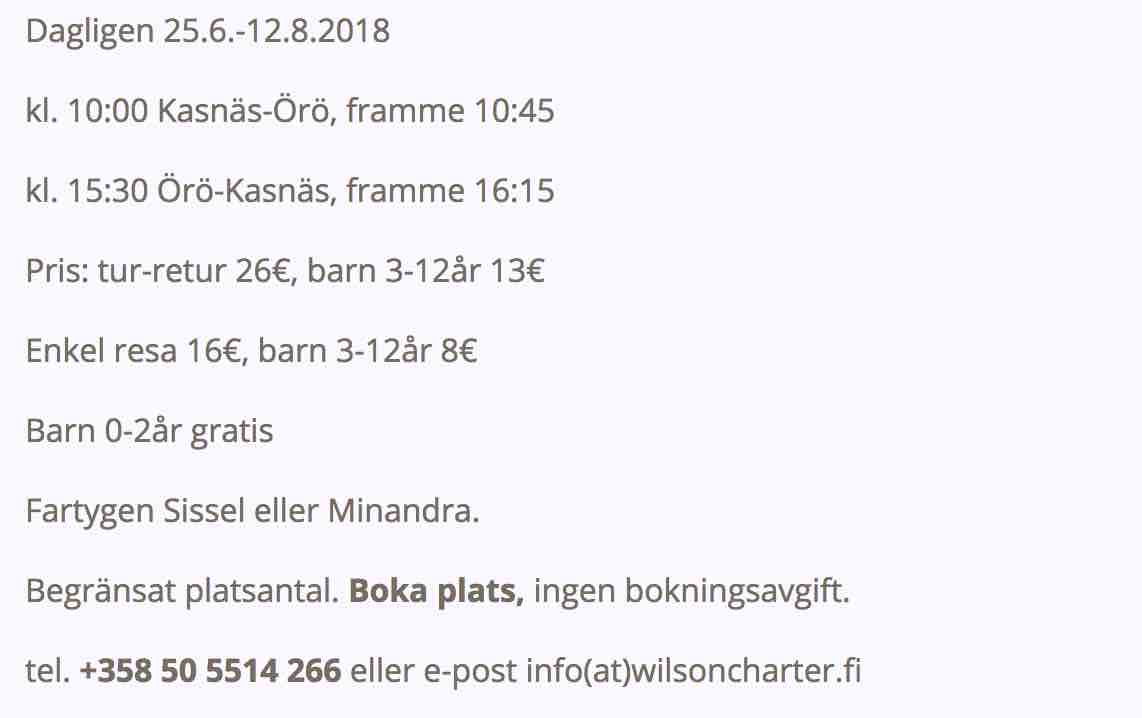 Dagligen 25.6.-12.8.2018
kl. 10:00 Kasnäs-Örö, framme 10:45
kl. 15:30 Örö-Kasnäs, framme 16:15
Pris: tur-retur 26€, barn 3-12år 13€
Enkel resa 16€, barn 3-12år 8€
Barn 0-2år gratis
Fartygen Sissel eller Minandra.
Begränsat platsantal. Boka plats, ingen bokningsavgift.
tel. +358 50 5514 266 eller e-post info(at)wilsoncharter.fi